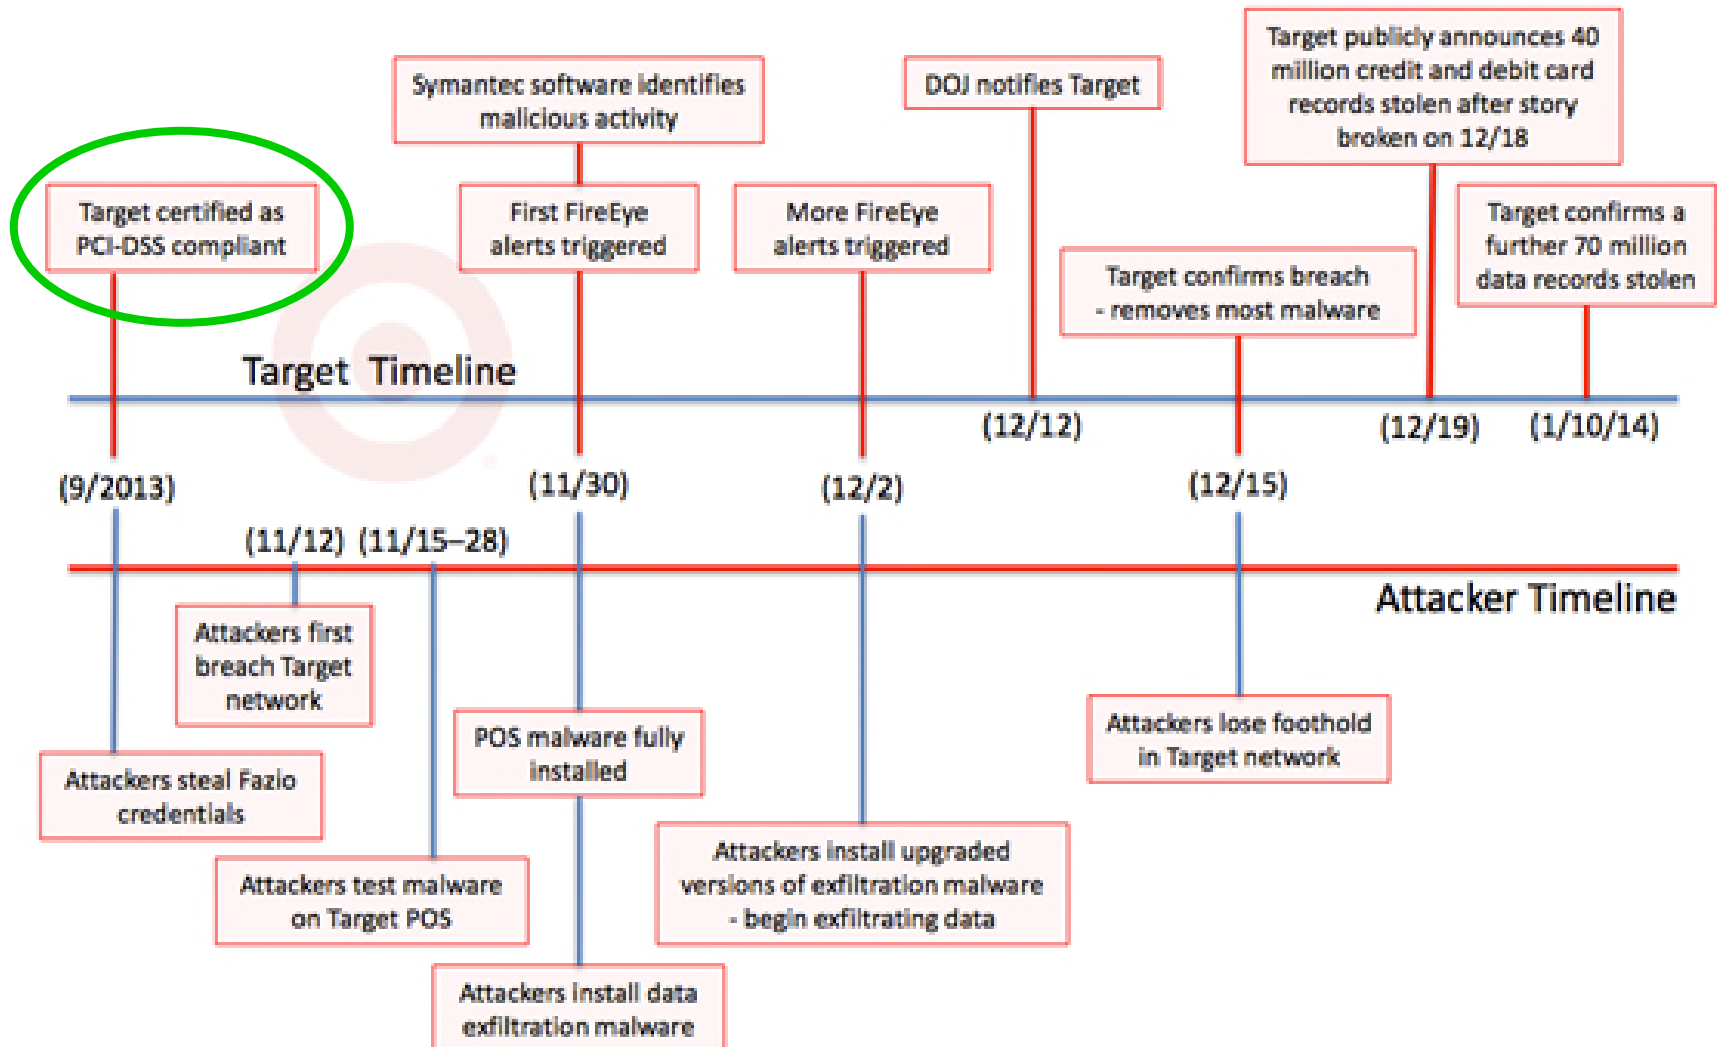 Target publicly announces 40
million credit and debit card
records stolen after story
broken on 12/18
Symantec software identifies
malicious activity
DOJ notifies Target
Target certified as
PCI-DSS compliant
First FireEye
alerts triggered
More FireEye
alerts triggered
Target confirms a
further 70 million
data records stolen
Target confirms breach
- removes most malware
Target Timeline
(12/12)
(12/19)
(1/10/14)
(9/2013)
(11/30)
(12/2)
(12/15)
(11/12)
(11/15–28)
Attacker Timeline
Attackers first
breach Target
network
Attackers steal Fazio
credentials
POS malware fully
installed
Attackers lose foothold
in Target network
Attackers test malware
on Target POS
Attackers install upgraded
versions of exfiltration malware
- begin exfiltrating data
Attackers install data
exfiltration malware